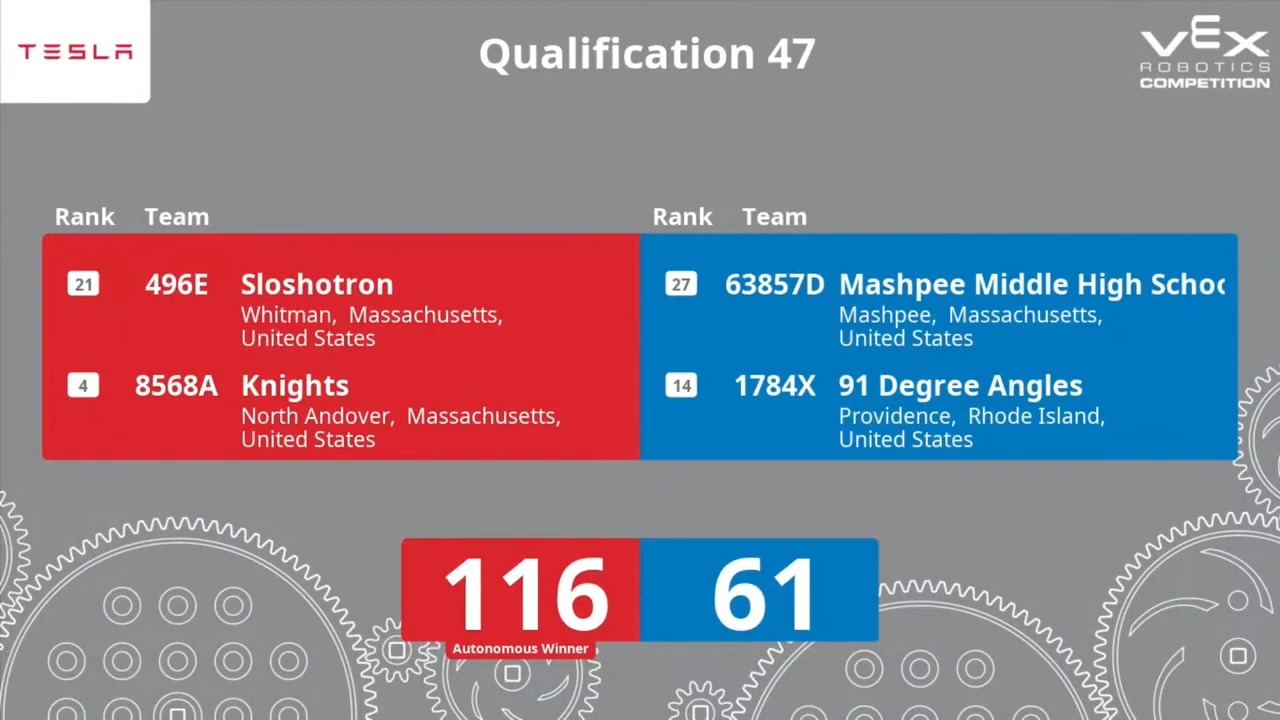 TESLA
Qualification 47
VEX
ROBOTICS
COMPETITION
Rank Team
21 496E Sloshotron
Whitman, Massachusetts,
United States
4 8568A Knights
North Andover, Massachusetts,
United States
Rank Team
27 63857D Mashpee Middle High Schoo
Mashpee, Massachusetts,
United States
14 1784X 91 Degree Angles
Providence, Rhode Island,
United States
116 61
Autonomous Winner